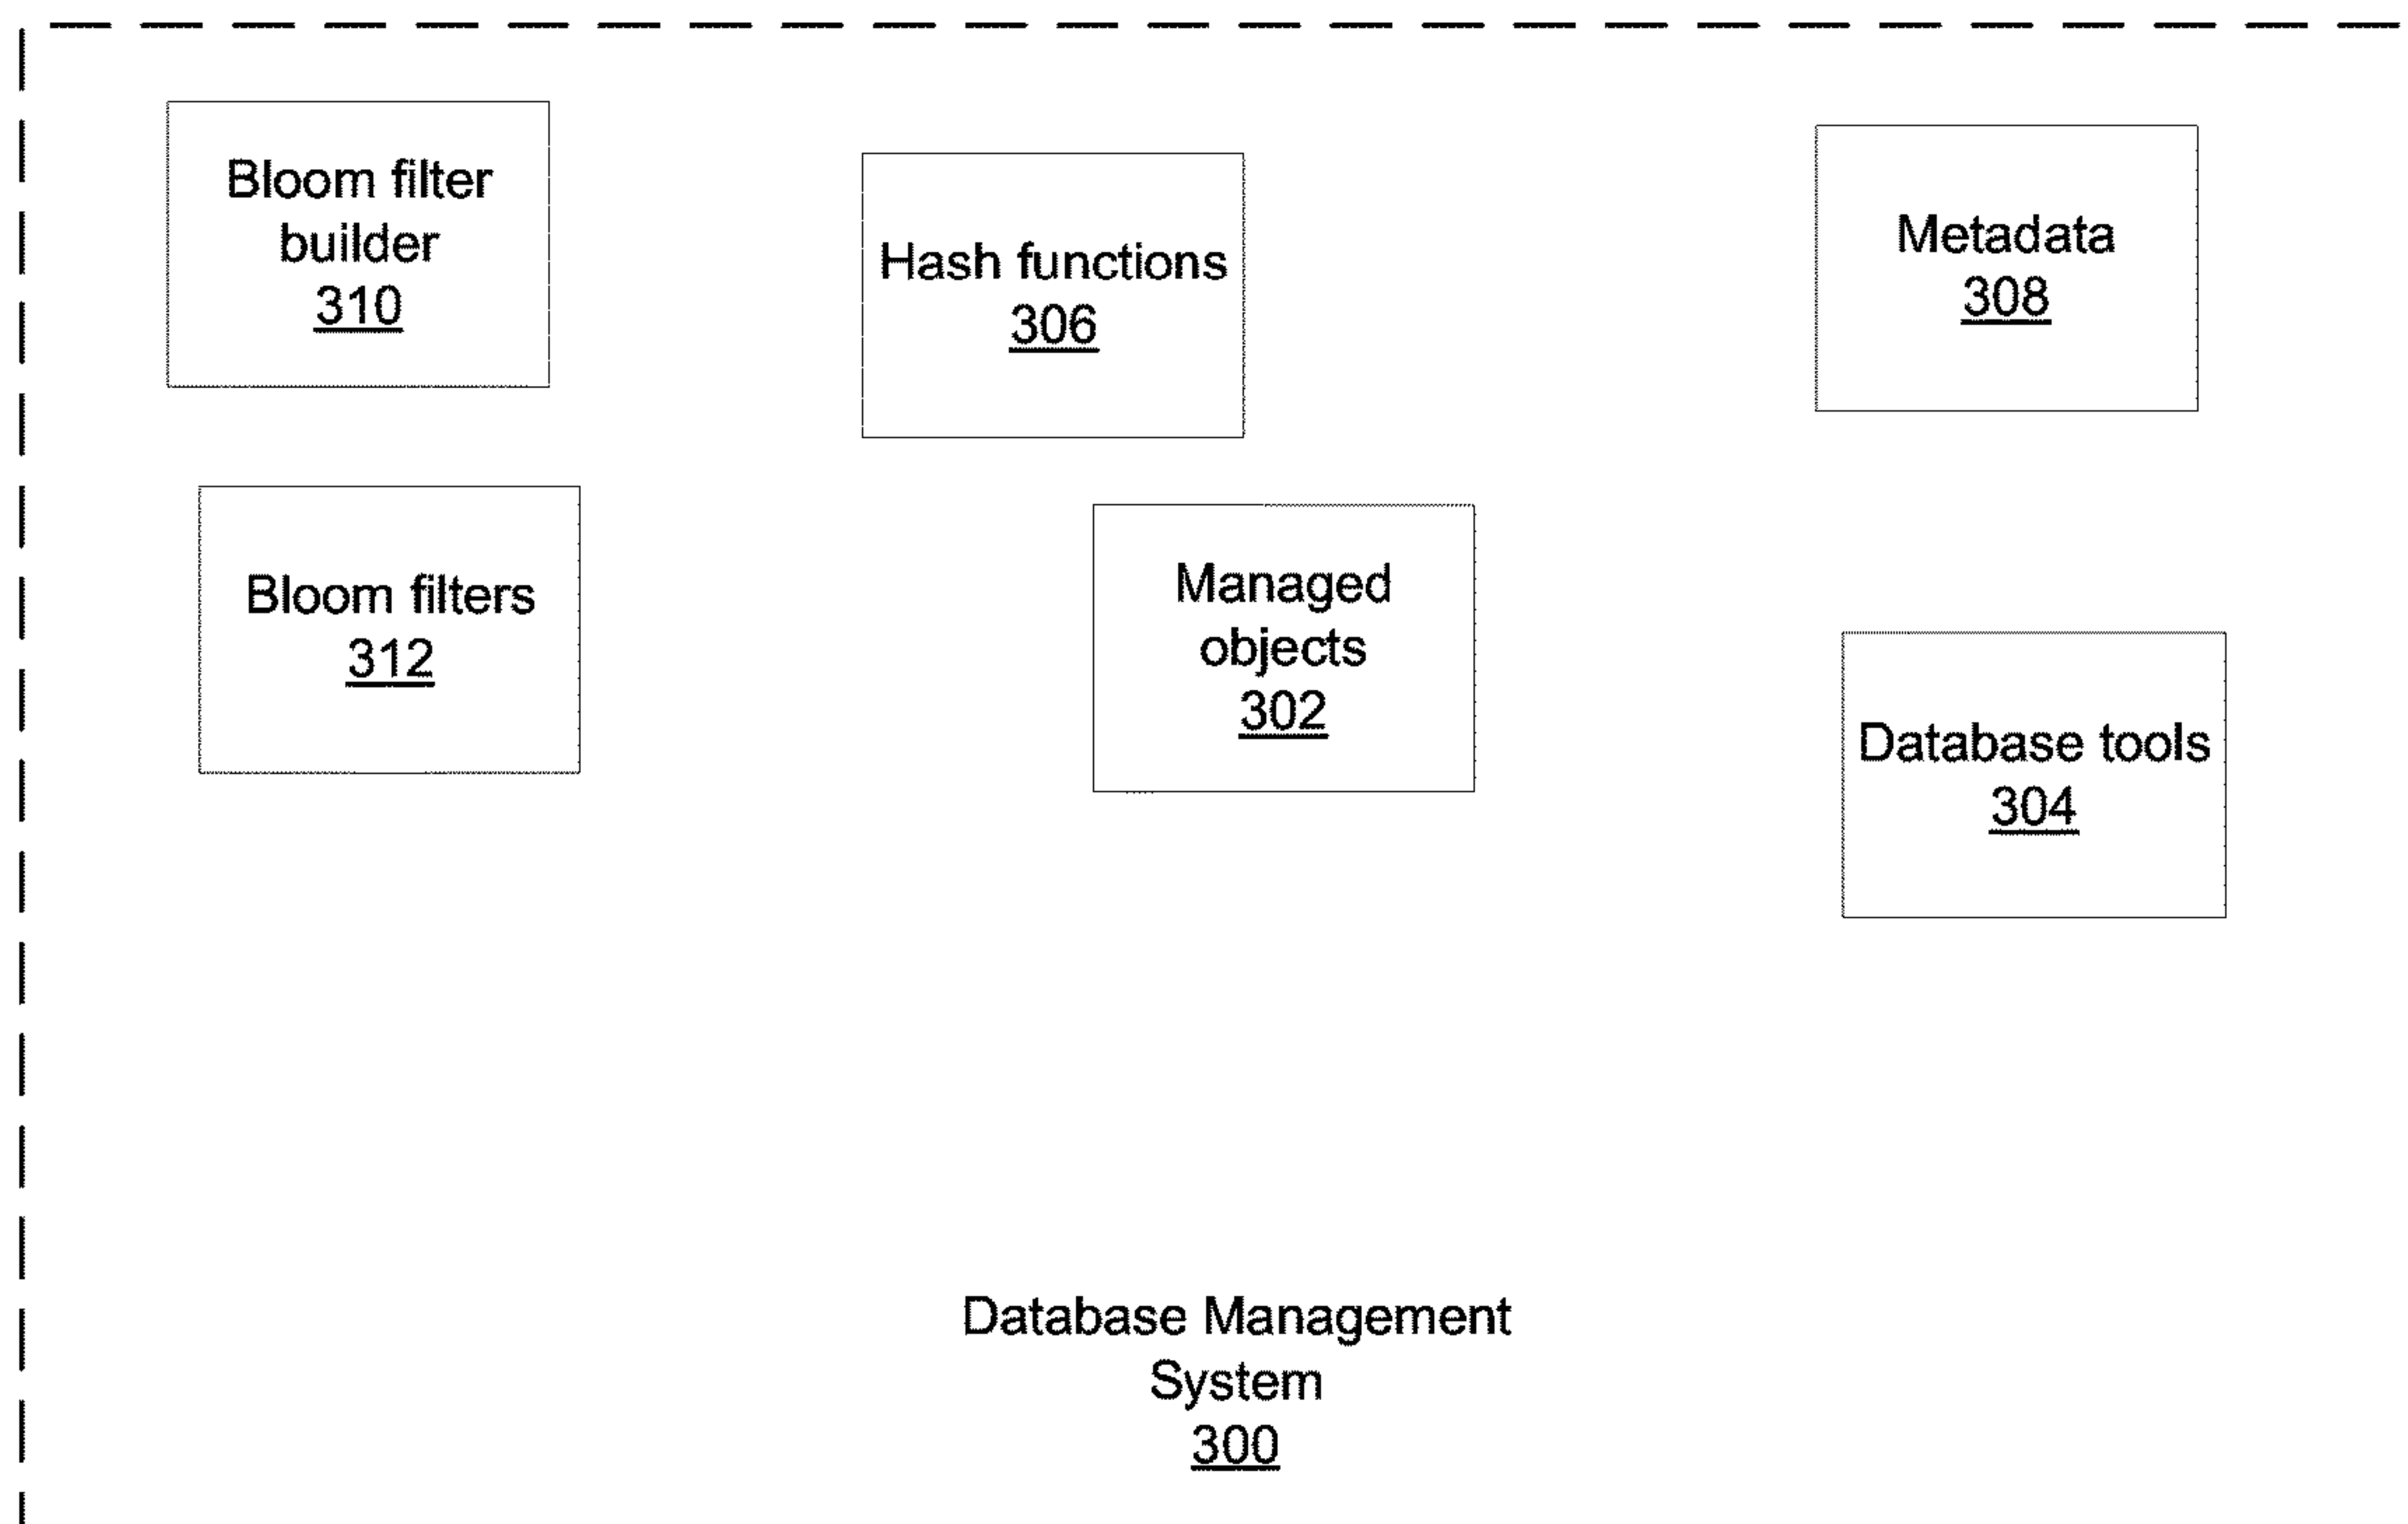 Bloom filter
builder
310
Hash functions
306
Metadata
308
Bloom filters
312
Managed
objects
302
Database tools
304
Database Management
System
300